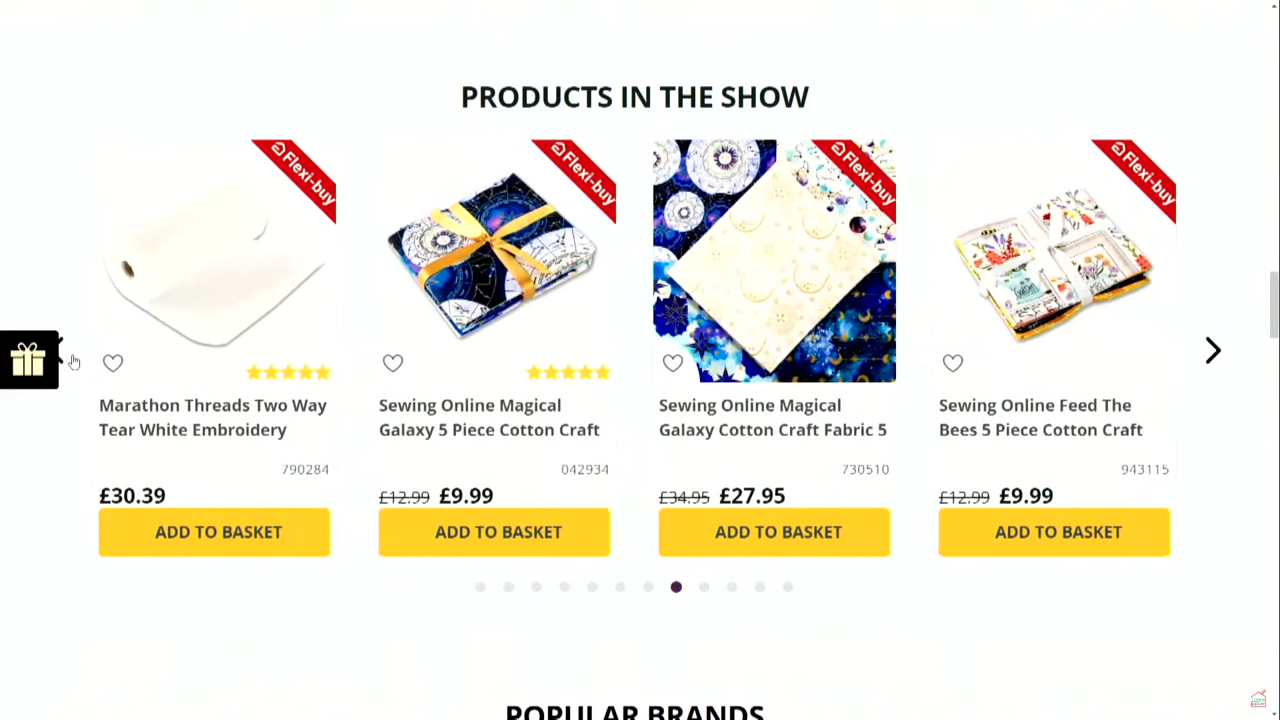 PRODUCTS IN THE SHOW
Flexi-buy
Flexi-buy
Flexi-buy
Flexi-buy
Marathon Threads Two Way
Tear White Embroidery
790284
£30.39
ADD TO BASKET
Sewing Online Magical
Galaxy 5 Piece Cotton Craft
042934
£12.99 £9.99
ADD TO BASKET
Sewing Online Magical
Galaxy Cotton Craft Fabric 5
730510
£34.95 £27.95
ADD TO BASKET
Sewing Online Feed The
Bees 5 Piece Cotton Craft
943115
£12.99 £9.99
ADD TO BASKET
POPULAR BRANDS